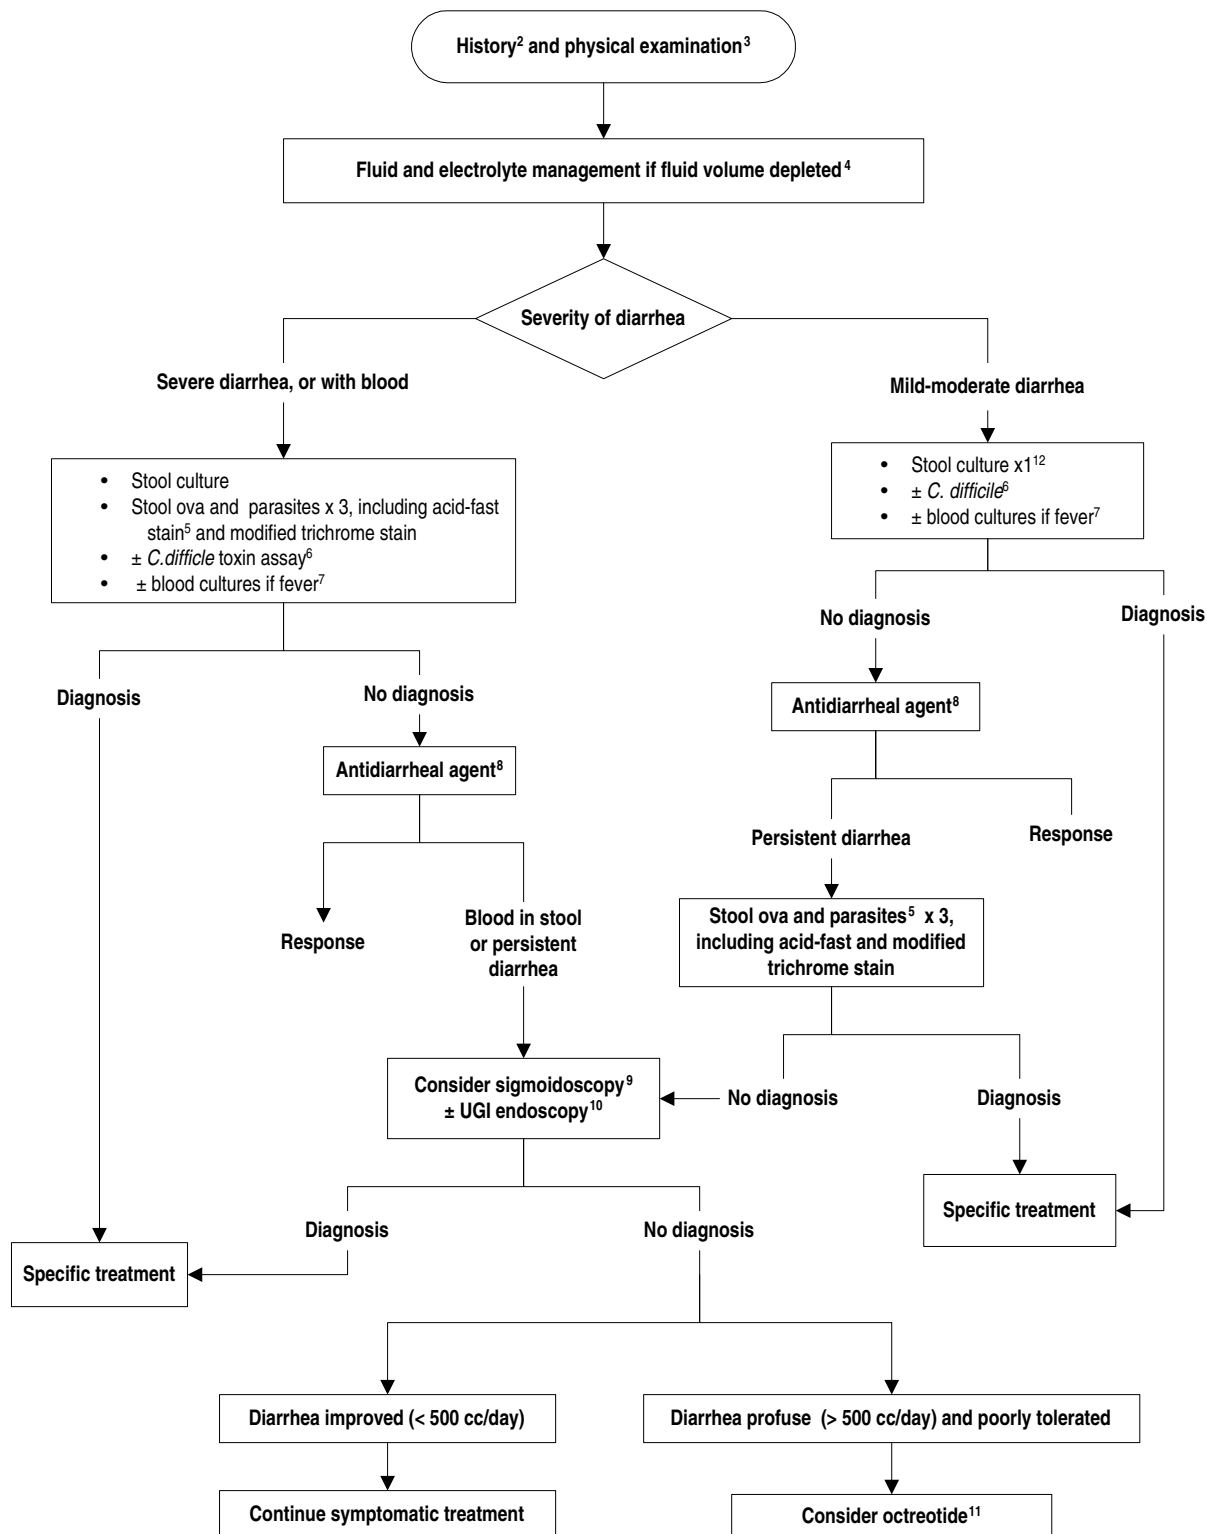 History² and physical examination³
Fluid and electrolyte management if fluid volume depleted⁴
Severity of diarrhea
Severe diarrhea, or with blood
Mild-moderate diarrhea
• Stool culture
• Stool ova and parasites x 3, including acid-fast
stain⁵ and modified trichrome stain
• ± C.difficle toxin assay⁶
• ± blood cultures if fever⁷
• Stool culture x1¹²
• ± C. difficile⁶
• ± blood cultures if fever⁷
No diagnosis
Diagnosis
Diagnosis
No diagnosis
Antidiarrheal agent⁸
Antidiarrheal agent⁸
Persistent diarrhea
Response
Response
Blood in stool
or persistent
diarrhea
Stool ova and parasites⁵ x 3,
including acid-fast and modified
trichrome stain
Consider sigmoidoscopy⁹
± UGI endoscopy¹⁰
No diagnosis
Diagnosis
Specific treatment
Diagnosis
No diagnosis
Specific treatment
Diarrhea improved (< 500 cc/day)
Diarrhea profuse (> 500 cc/day) and poorly tolerated
Continue symptomatic treatment
Consider octreotide¹¹